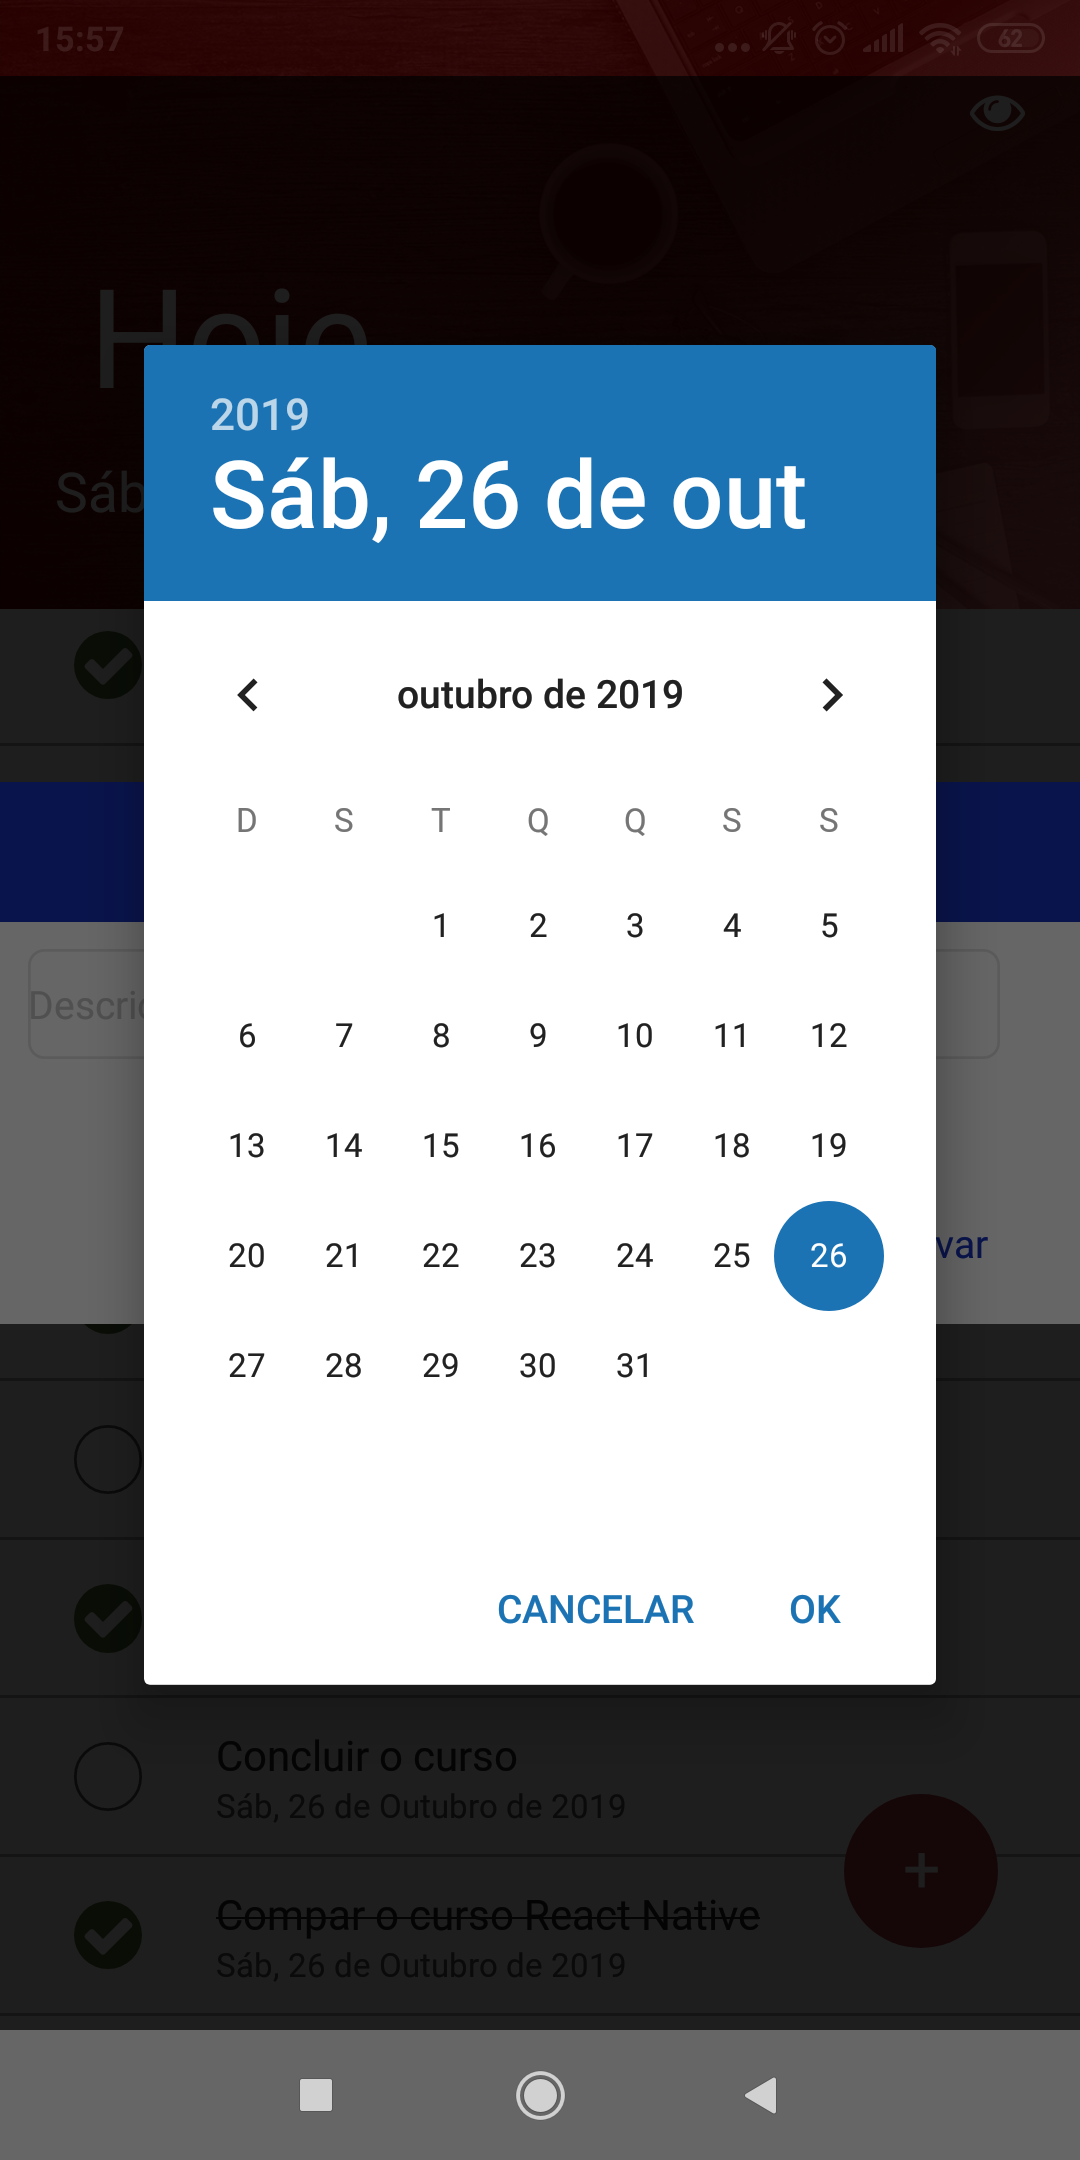 15:57
62
Hoje
Sáb
2019
Sáb, 26 de out
outubro de 2019
D S T Q Q S S
1 2 3 4 5
6 7 8 9 10 11 12
13 14 15 16 17 18 19
20 21 22 23 24 25 26
27 28 29 30 31
Descri
var
CANCELAR OK
Concluir o curso
Sáb, 26 de Outubro de 2019
+
Compar o curso React Native
Sáb, 26 de Outubro de 2019